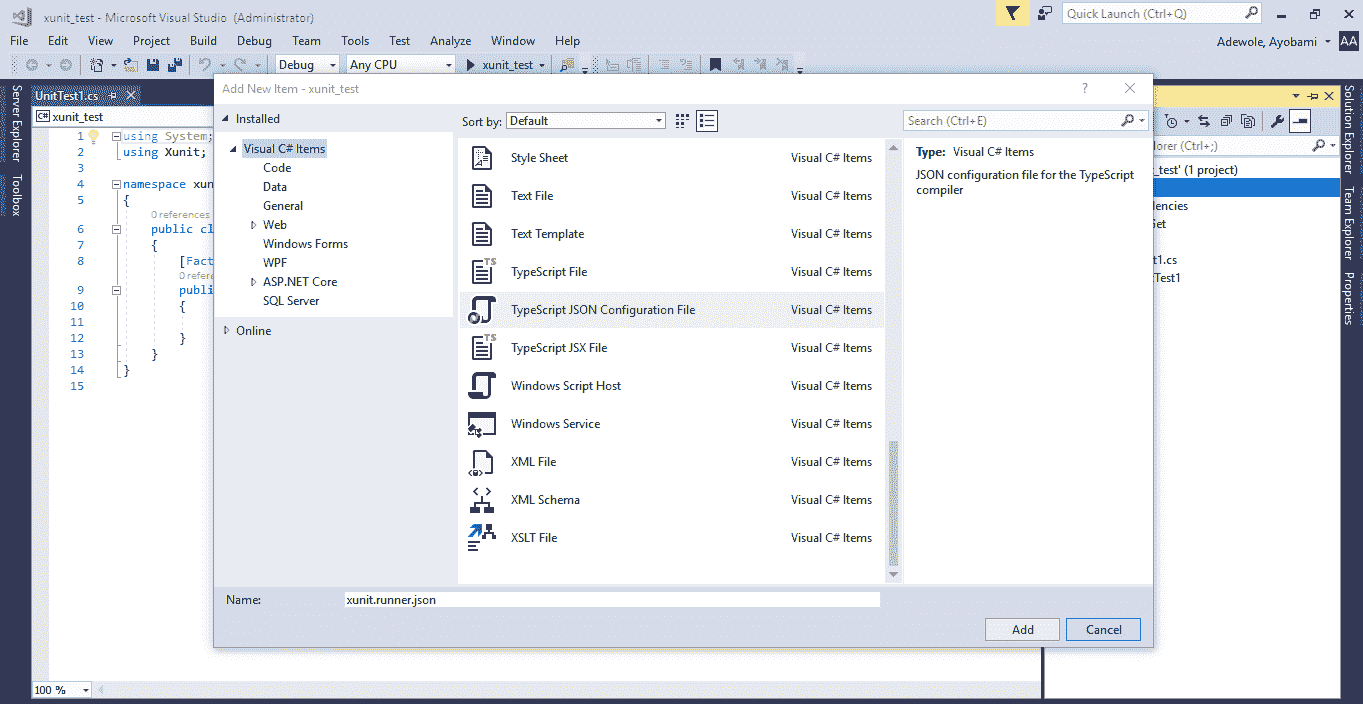 xunit_test - Microsoft Visual Studio (Administrator)
Quick Launch (Ctrl+Q)
File Edit View Project Build Debug Team Tools Test Analyze Window Help
Adewole, Ayobami
AA
Debug
Any CPU
xunit_test
Server Explorer
Toolbox
UnitTest1.cs
C# xunit_test
1 using System;
2 using Xunit;
3
4 namespace xun
5 {
0 references
6 public cl
7 {
8 [Fact
0 refere
9 publi
10 {
11
12 }
13 }
14 }
15
100 %
Add New Item - xunit_test
?
Installed
Visual C# Items
Code
Data
General
Web
Windows Forms
WPF
ASP.NET Core
SQL Server
Online
Sort by: Default
Search (Ctrl+E)
Style Sheet Visual C# Items
Text File Visual C# Items
Text Template Visual C# Items
TypeScript File Visual C# Items
TypeScript JSON Configuration File Visual C# Items
TypeScript JSX File Visual C# Items
Windows Script Host Visual C# Items
Windows Service Visual C# Items
XML File Visual C# Items
XML Schema Visual C# Items
XSLT File Visual C# Items
Type: Visual C# Items
JSON configuration file for the TypeScript
compiler
Name: xunit.runner.json
Add
Cancel
lorer (Ctrl+;)
_test' (1 project)
lencies
t1.cs
tTest1
Solution Explorer
Team Explorer
Properties